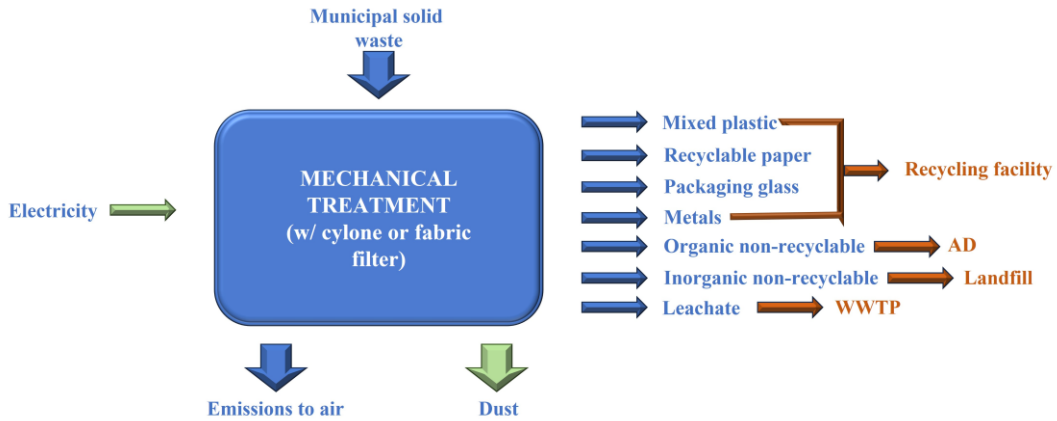 Municipal solid
waste
Electricity
MECHANICAL
TREATMENT
(w/ cylone or fabric
filter)
Mixed plastic
Recyclable paper
Packaging glass
Metals
Recycling facility
Organic non-recyclable
AD
Inorganic non-recyclable
Landfill
Leachate
WWTP
Emissions to air
Dust